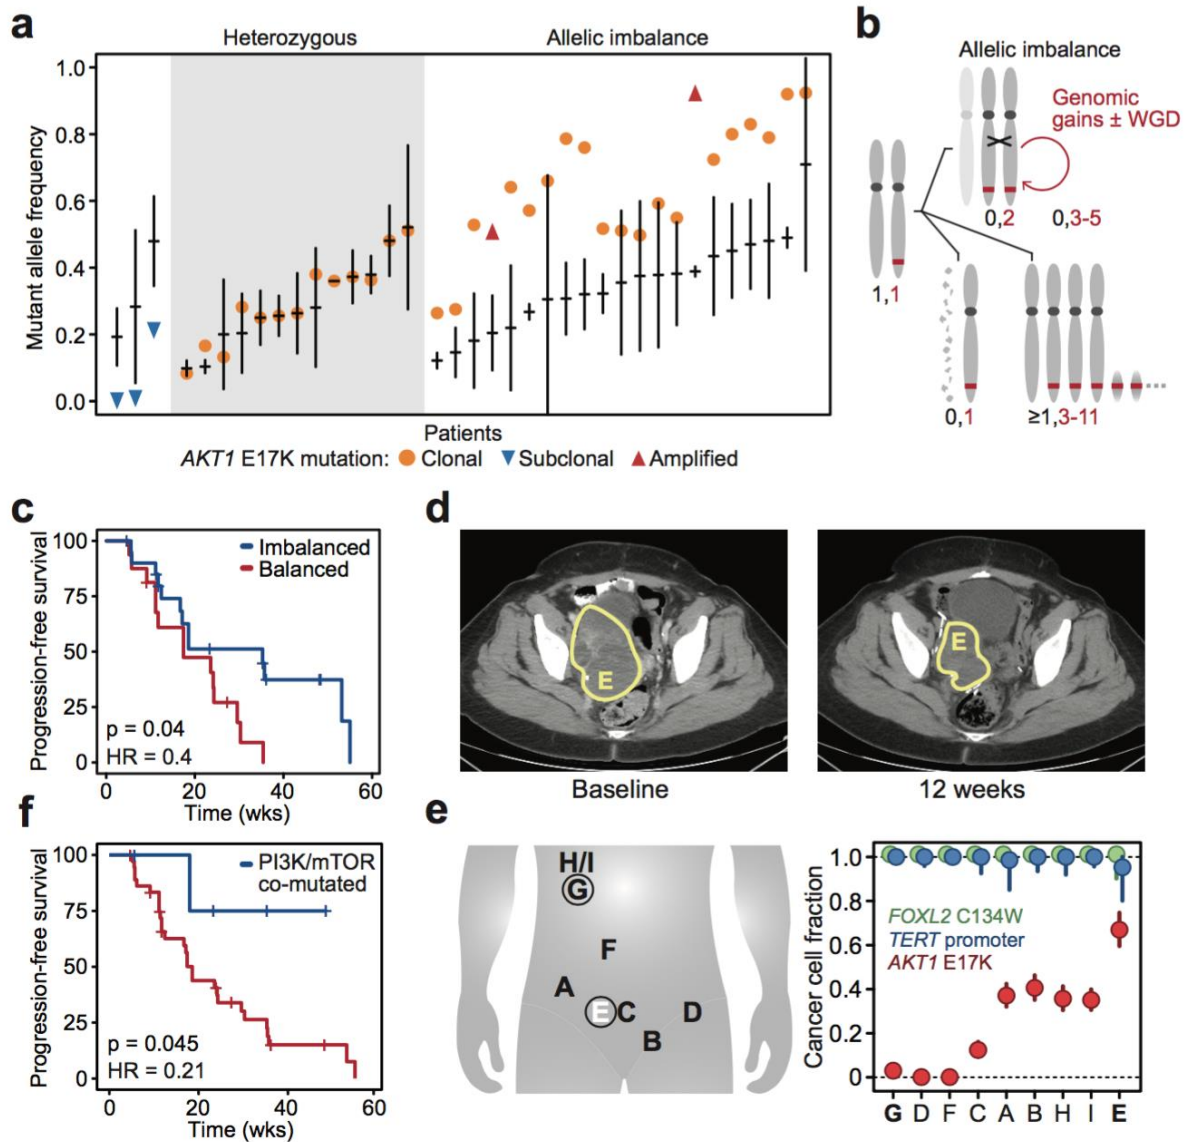 a
Heterozygous
Allelic imbalance
Mutant allele frequency
1.0
0.8
0.6
0.4
0.2
0.0
Patients
AKT1 E17K mutation: Clonal Subclonal Amplified
b
Allelic imbalance
Genomic
gains ± WGD
1,1
0,2
0,3-5
0,1
≥1,3-11
c
Progression-free survival
100
75
50
25
0
Imbalanced
Balanced
p = 0.04
HR = 0.4
0 20 40 60
Time (wks)
d
E
Baseline
E
12 weeks
f
Progression-free survival
100
75
50
25
0
PI3K/mTOR
co-mutated
p = 0.045
HR = 0.21
0 20 40 60
Time (wks)
e
H/I
G
F
A
E C D
B
Cancer cell fraction
1.0
0.8
0.6
0.4
0.2
0
FOXL2 C134W
TERT promoter
AKT1 E17K
G D F C A B H I E